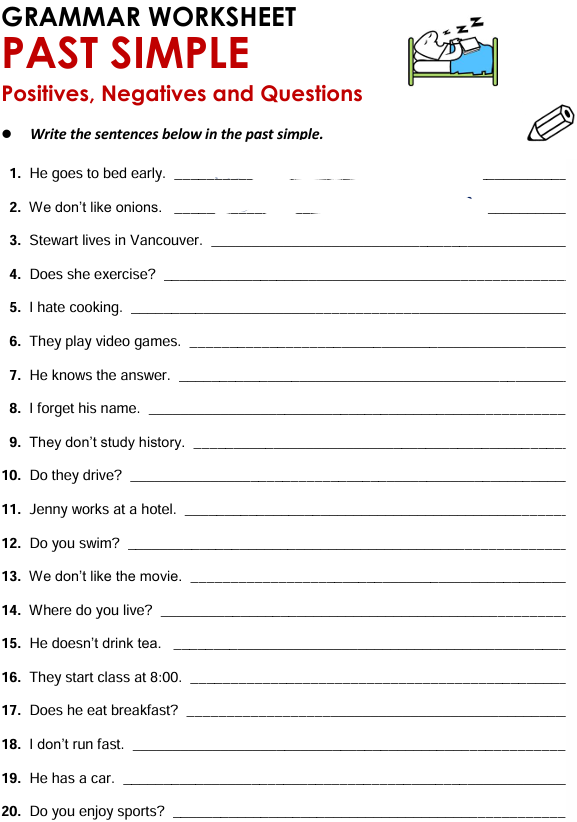 GRAMMAR WORKSHEET
PAST SIMPLE
Positives, Negatives and Questions
● Write the sentences below in the past simple.
1. He goes to bed early.
2. We don’t like onions.
3. Stewart lives in Vancouver.
4. Does she exercise?
5. I hate cooking.
6. They play video games.
7. He knows the answer.
8. I forget his name.
9. They don’t study history.
10. Do they drive?
11. Jenny works at a hotel.
12. Do you swim?
13. We don’t like the movie.
14. Where do you live?
15. He doesn’t drink tea.
16. They start class at 8:00.
17. Does he eat breakfast?
18. I don’t run fast.
19. He has a car.
20. Do you enjoy sports?